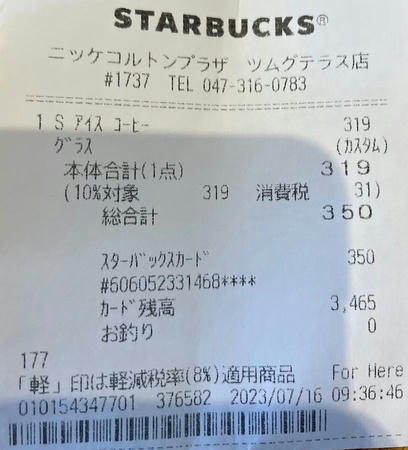 STARBUCKS®
ニッケコルトンプラザ ツムグテラス店
#1737 TEL 047-316-0783
1 S アイス コーヒー 319
グラス (カスタム)
本体合計(1点) 319
(10%対象 319 消費税 31)
総合計 350
スターバックスカード 350
#606052331468****
カード残高 3,465
お釣り 0
177
「軽」印は軽減税率(8%)適用商品 For Here
010154347701 376582 2023/07/16 09:36:46